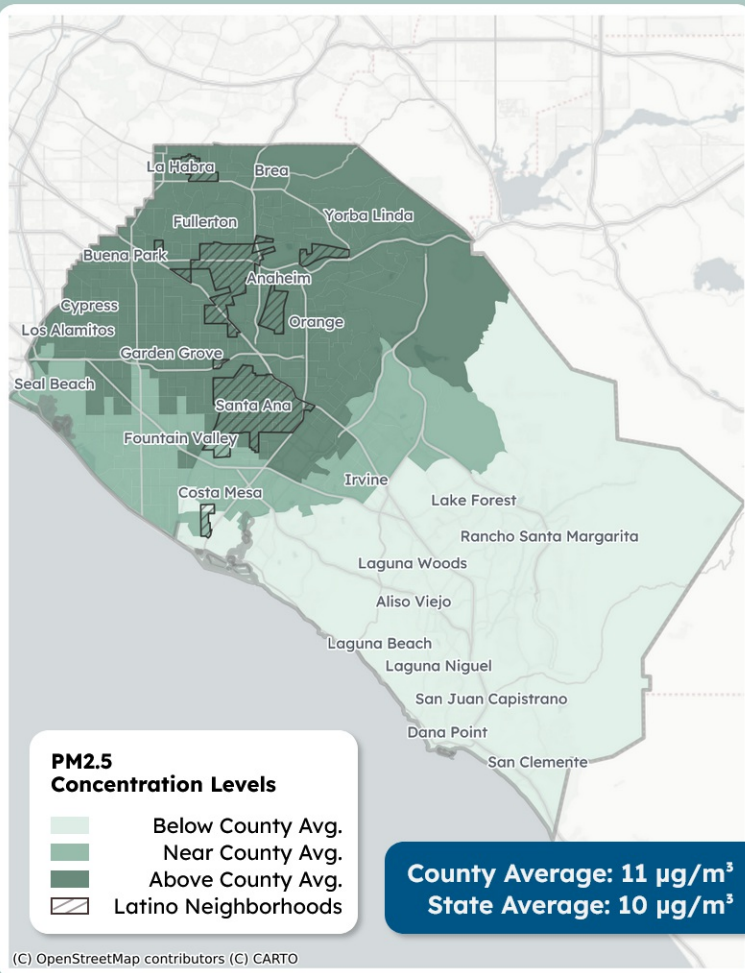 La Habra
Brea
Fullerton
Yorba Linda
Buena Park
Anaheim
Cypress
Los Alamitos
Orange
Garden Grove
Seal Beach
Santa Ana
Fountain Valley
Irvine
Costa Mesa
Lake Forest
Rancho Santa Margarita
Laguna Woods
Aliso Viejo
Laguna Beach
Laguna Niguel
San Juan Capistrano
Dana Point
San Clemente
PM2.5
Concentration Levels
Below County Avg.
Near County Avg.
Above County Avg.
Latino Neighborhoods
County Average: 11 µg/m³
State Average: 10 µg/m³
(C) OpenStreetMap contributors (C) CARTO